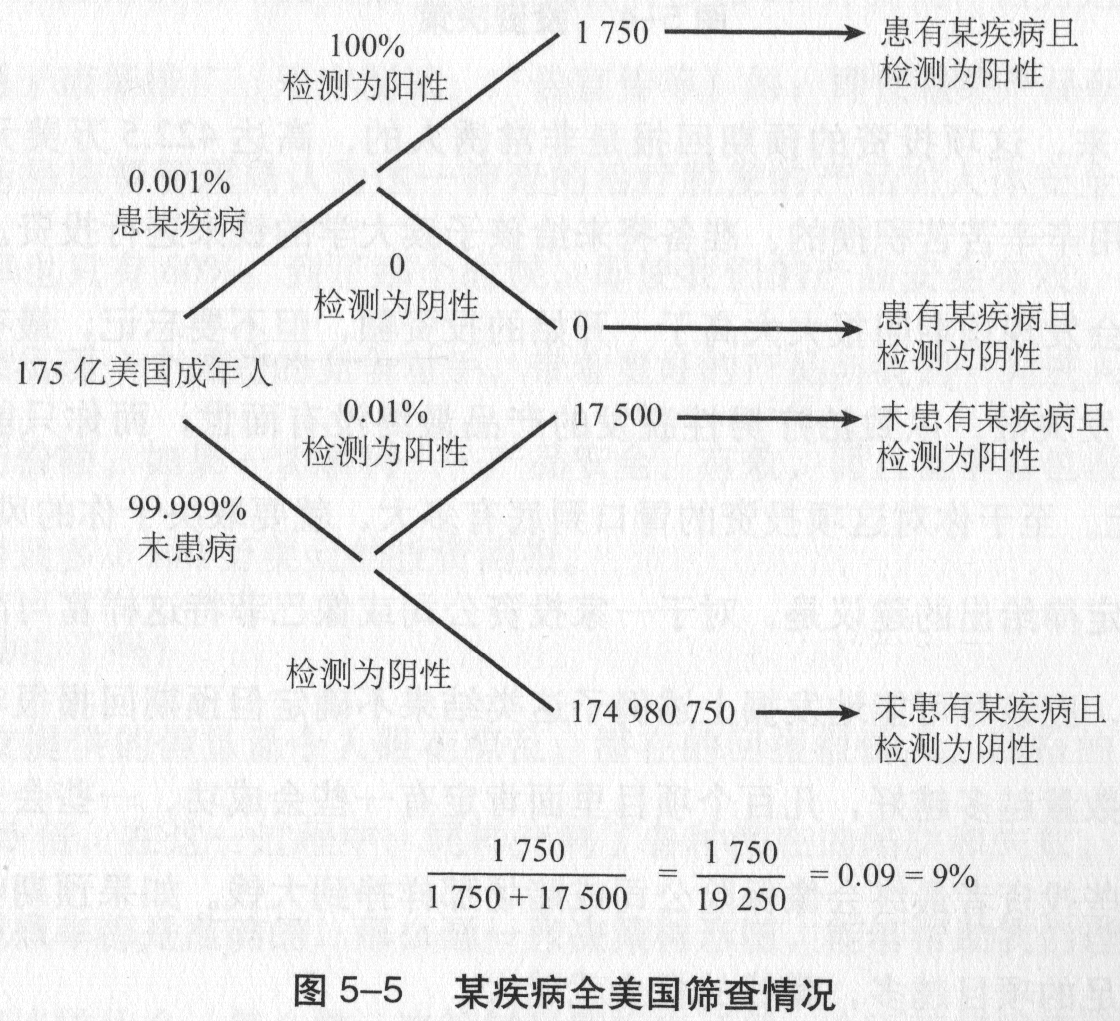 100%
检测为阳性
1 750
患有某疾病且
检测为阳性
0.001%
患某疾病
0
检测为阴性
0
患有某疾病且
检测为阴性
175 亿美国成年人
0.01%
检测为阳性
17 500
未患有某疾病且
检测为阳性
99.999%
未患病
检测为阴性
174 980 750
未患有某疾病且
检测为阴性
1 750
1 750 + 17 500
=
1 750
19 250
= 0.09 = 9%
图 5–5 某疾病全美国筛查情况